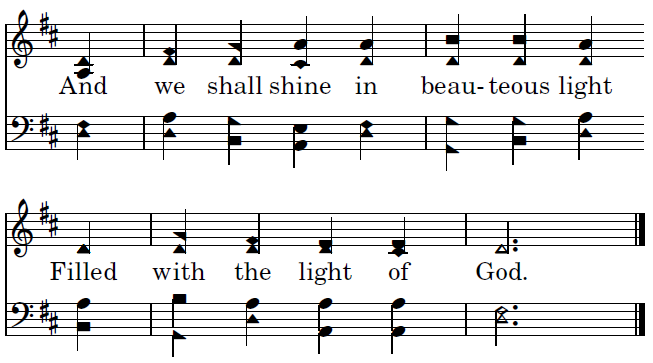 And we shall shine in beau- teous light
Filled with the light of God.